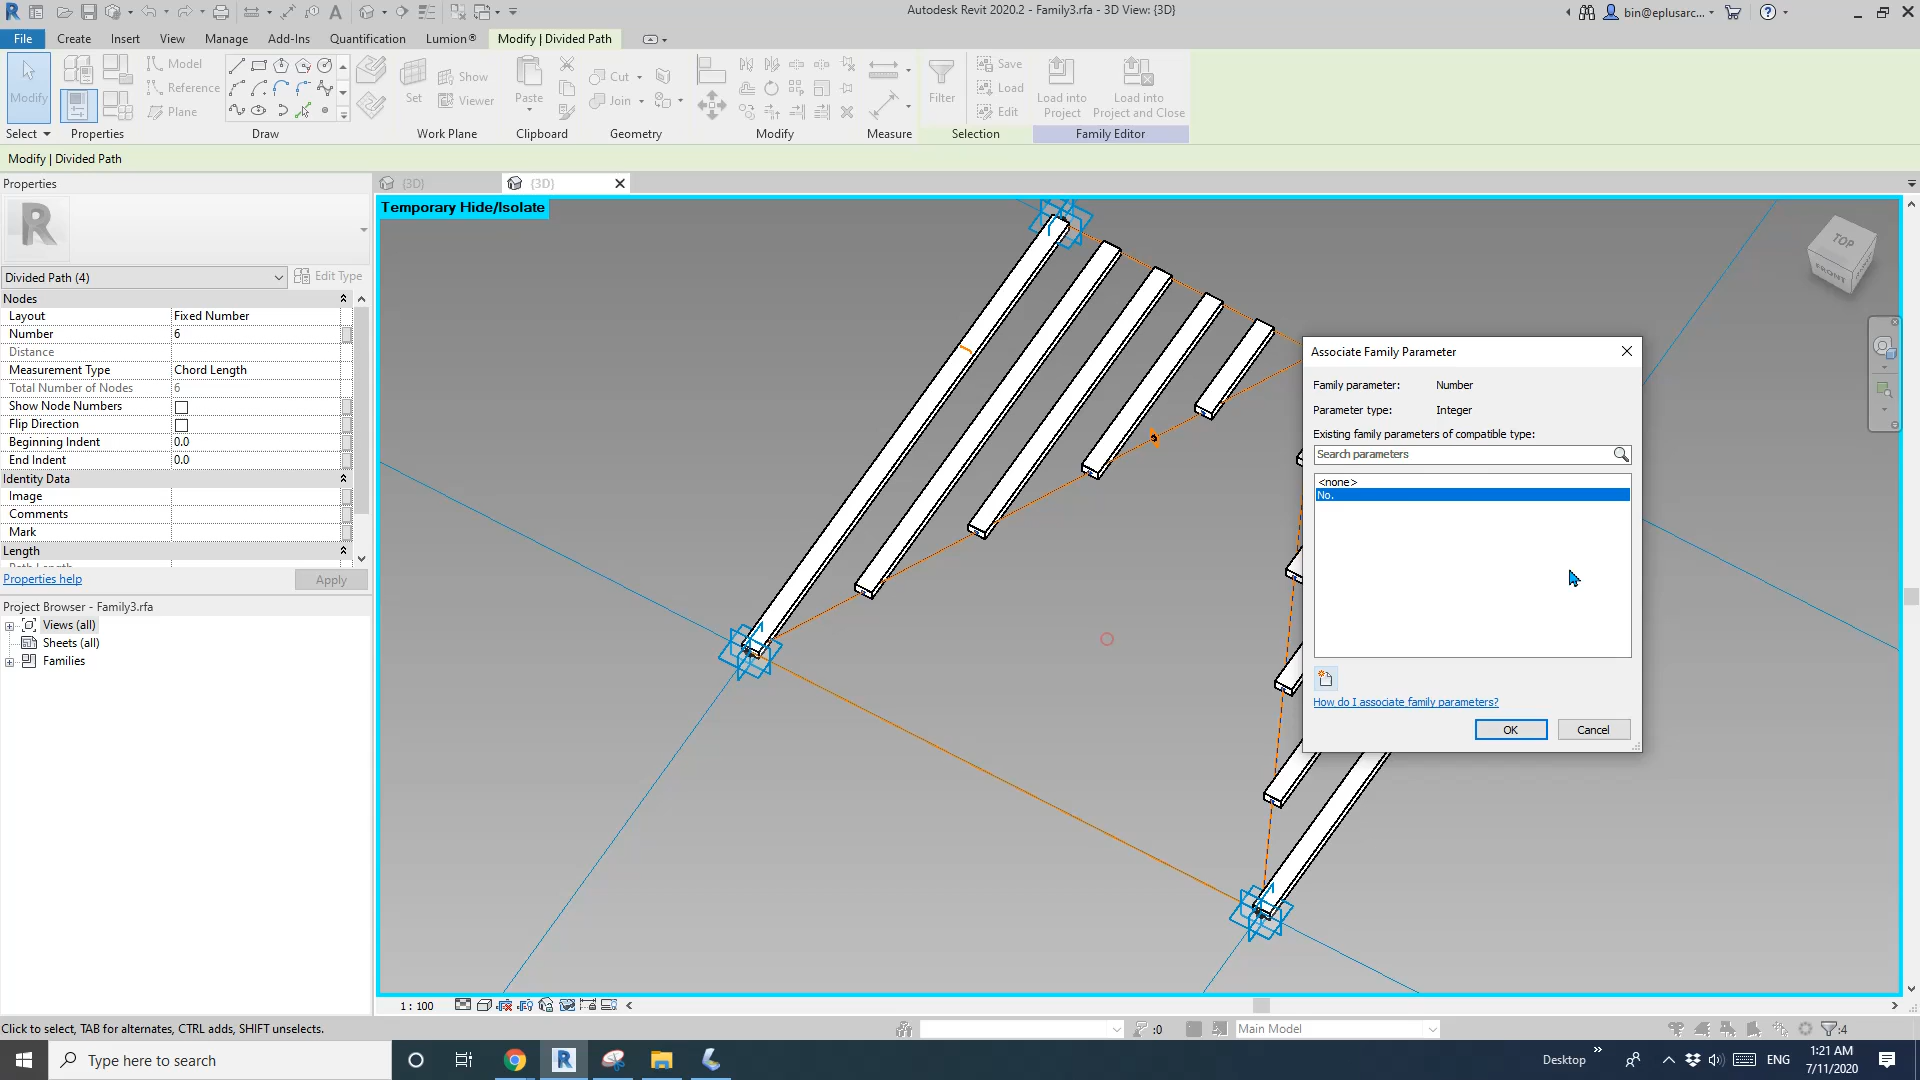 Autodesk Revit 2020.2 - Family3.rfa - 3D View: {3D}
bin@eplusarc...
File Create Insert View Manage Add-Ins Quantification Lumion® Modify | Divided Path
Modify
Model
Reference
Plane
Set
Show
Viewer
Paste
Cut
Join
Filter
Save
Load
Edit
Load into
Project
Load into
Project and Close
Select Properties Draw Work Plane Clipboard Geometry Modify Measure Selection Family Editor
Modify | Divided Path
Properties
{3D}
{3D}
R
Divided Path (4)
Edit Type
Nodes
Layout Fixed Number
Number 6
Distance
Measurement Type Chord Length
Total Number of Nodes 6
Show Node Numbers
Flip Direction
Beginning Indent 0.0
End Indent 0.0
Identity Data
Image
Comments
Mark
Length
Path Length
Properties help
Apply
Project Browser - Family3.rfa
Views (all)
Sheets (all)
Families
Temporary Hide/Isolate
TOP
FRONT
Associate Family Parameter
Family parameter: Number
Parameter type: Integer
Existing family parameters of compatible type:
Search parameters
<none>
No.
How do I associate family parameters?
OK
Cancel
1 : 100
Click to select, TAB for alternates, CTRL adds, SHIFT unselects.
:0
Main Model
:4
Type here to search
Desktop
ENG
1:21 AM
7/11/2020